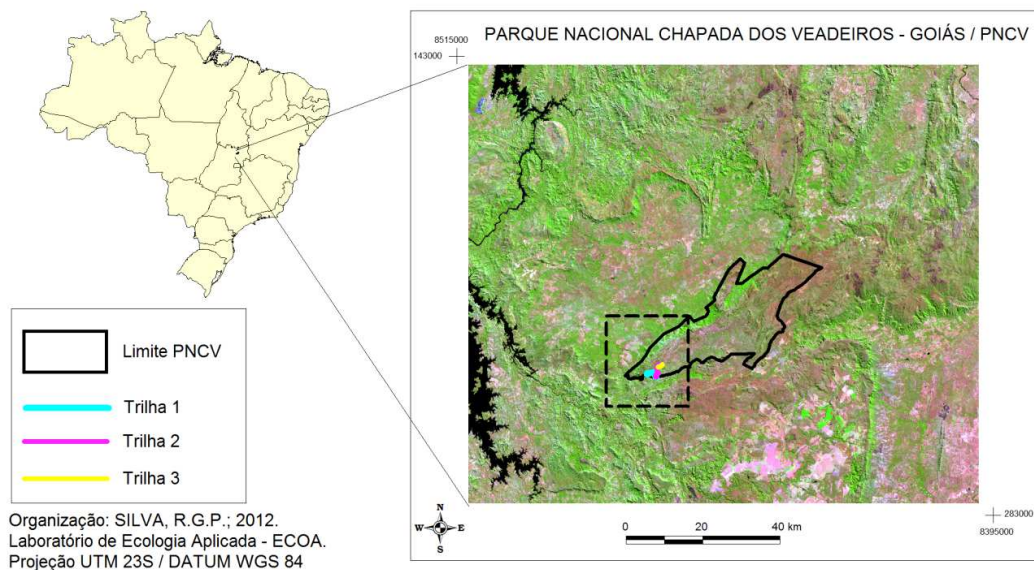 PARQUE NACIONAL CHAPADA DOS VEADEIROS - GOIÁS / PNCV
8515000
143000
Limite PNCV
Trilha 1
Trilha 2
Trilha 3
Organização: SILVA, R.G.P.; 2012.
Laboratório de Ecologia Aplicada - ECOA.
Projeção UTM 23S / DATUM WGS 84
N
W E
S
0 20 40 km
283000
8395000